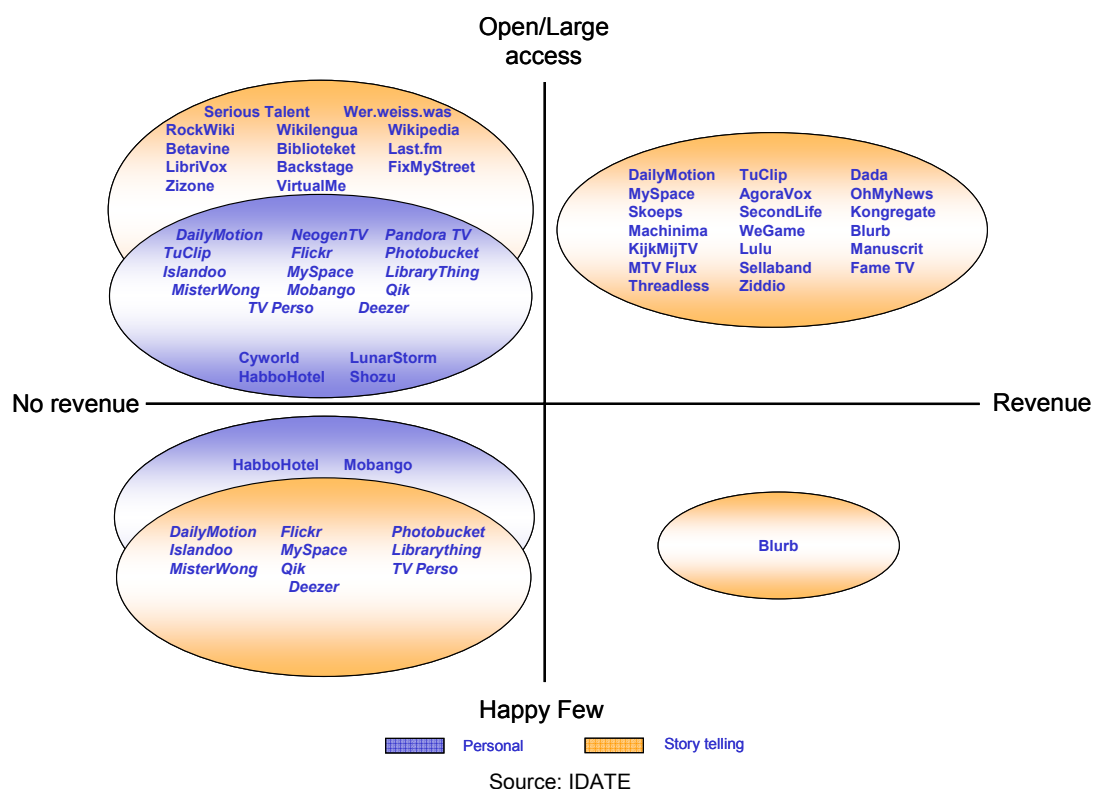 Open/Large
access
Serious Talent Wer.weiss.was
RockWiki Wikilengua Wikipedia
Betavine Biblioteket Last.fm
LibriVox Backstage FixMyStreet
Zizone VirtualMe
DailyMotion NeogenTV Pandora TV
TuClip Flickr Photobucket
Islandoo MySpace LibraryThing
MisterWong Mobango Qik
TV Perso Deezer
Cyworld LunarStorm
HabboHotel Shozu
DailyMotion TuClip Dada
MySpace AgoraVox OhMyNews
Skoeps SecondLife Kongregate
Machinima WeGame Blurb
KijkMijTV Lulu Manuscrit
MTV Flux Sellaband Fame TV
Threadless Ziddio
No revenue
Revenue
HabboHotel Mobango
DailyMotion Flickr Photobucket
Islandoo MySpace Librarything
MisterWong Qik TV Perso
Deezer
Blurb
Happy Few
Personal Story telling
Source: IDATE